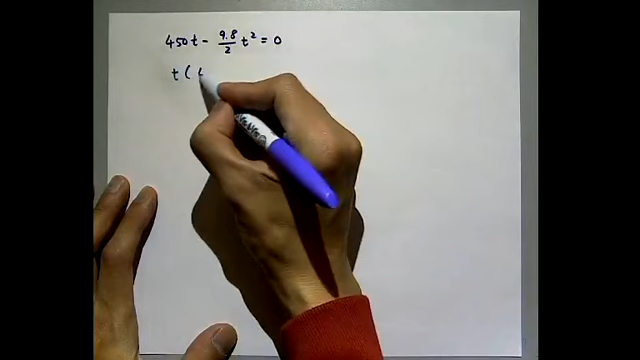 450t - 9.8/2 t² = 0
t (